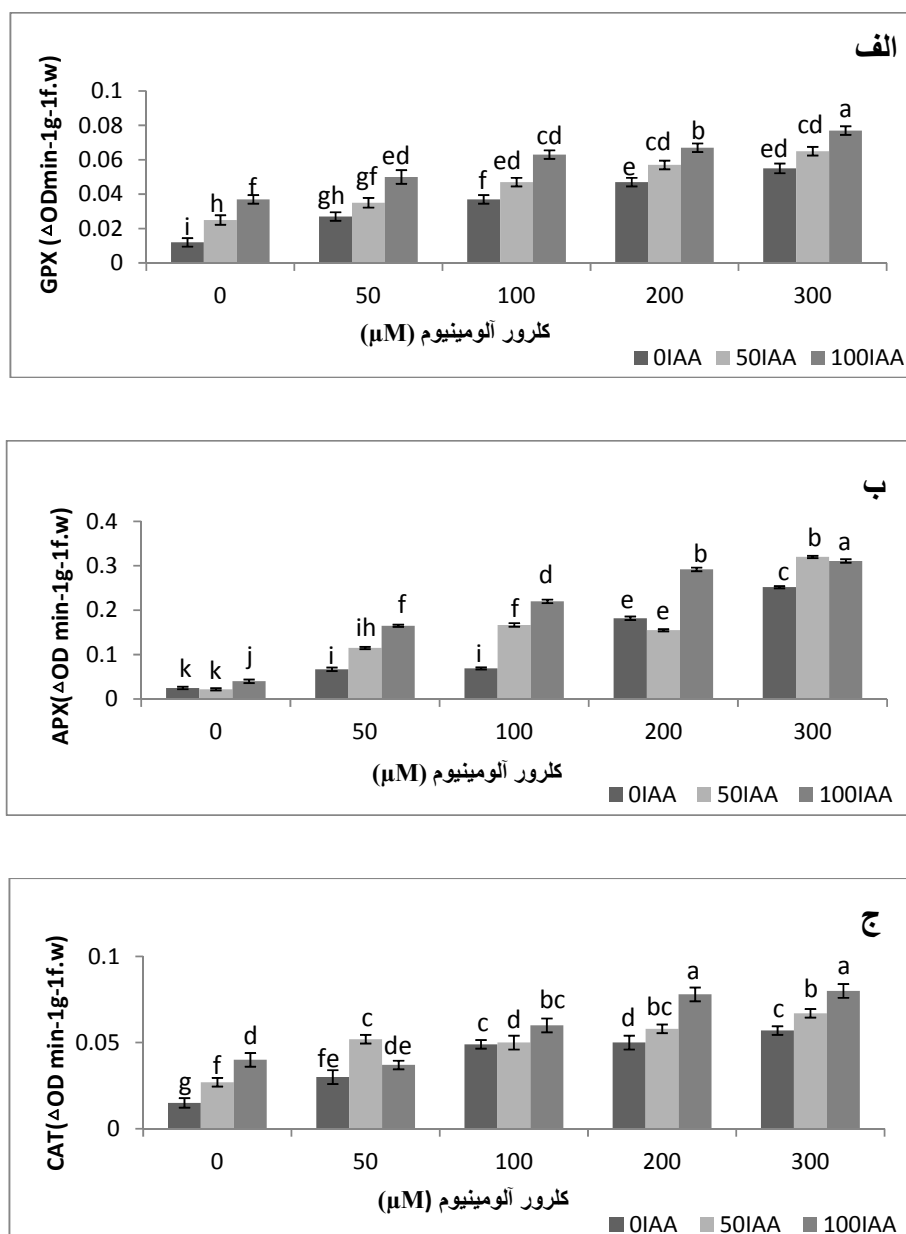 الف
GPX (△ODmin-1g-1f.w)
0.1
0.08
0.06
0.04
0.02
0
i h f gh gf ed f ed cd e cd b ed cd a
0 50 100 200 300
کلرور آلومینیوم (µM)
0IAA 50IAA 100IAA
ب
APX(△OD min-1g-1f.w)
0.4
0.3
0.2
0.1
0
k k j i ih f i f d e e b c b a
0 50 100 200 300
کلرور آلومینیوم (µM)
0IAA 50IAA 100IAA
ج
CAT(△OD min-1g-1f.w)
0.1
0.05
0
g f d fe c de c d bc d bc a c b a
0 50 100 200 300
کلرور آلومینیوم (µM)
0IAA 50IAA 100IAA